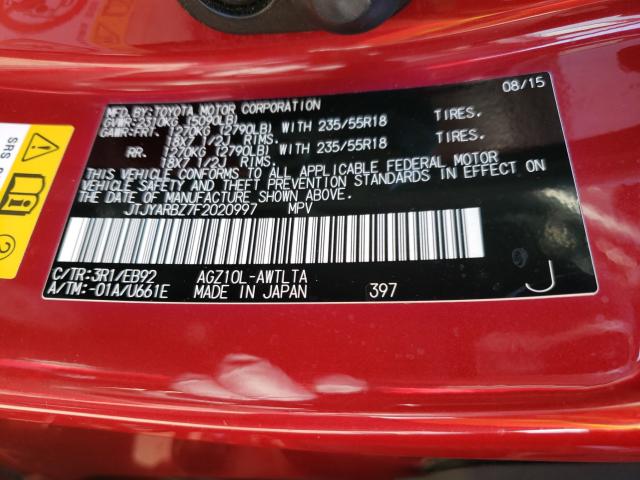 MFD.BY:TOYOTA MOTOR CORPORATION 08/15
GVWR:2310KG (5090LB)
GAWR:FRT. 1270KG (2790LB) WITH 235/55R18 TIRES.
18X7 1/2J RIMS.
RR. 1270KG (2790LB) WITH 235/55R18 TIRES.
18X7 1/2J RIMS.
THIS VEHICLE CONFORMS TO ALL APPLICABLE FEDERAL MOTOR
VEHICLE SAFETY AND THEFT PREVENTION STANDARDS IN EFFECT ON
THE DATE OF MANUFACTURE SHOWN ABOVE.
JTJYARBZ7F2020997 MPV
C/TR:3R1/EB92 AGZ10L-AWTLTA
A/TM:-01A/U661E MADE IN JAPAN 397 J
SRS
2